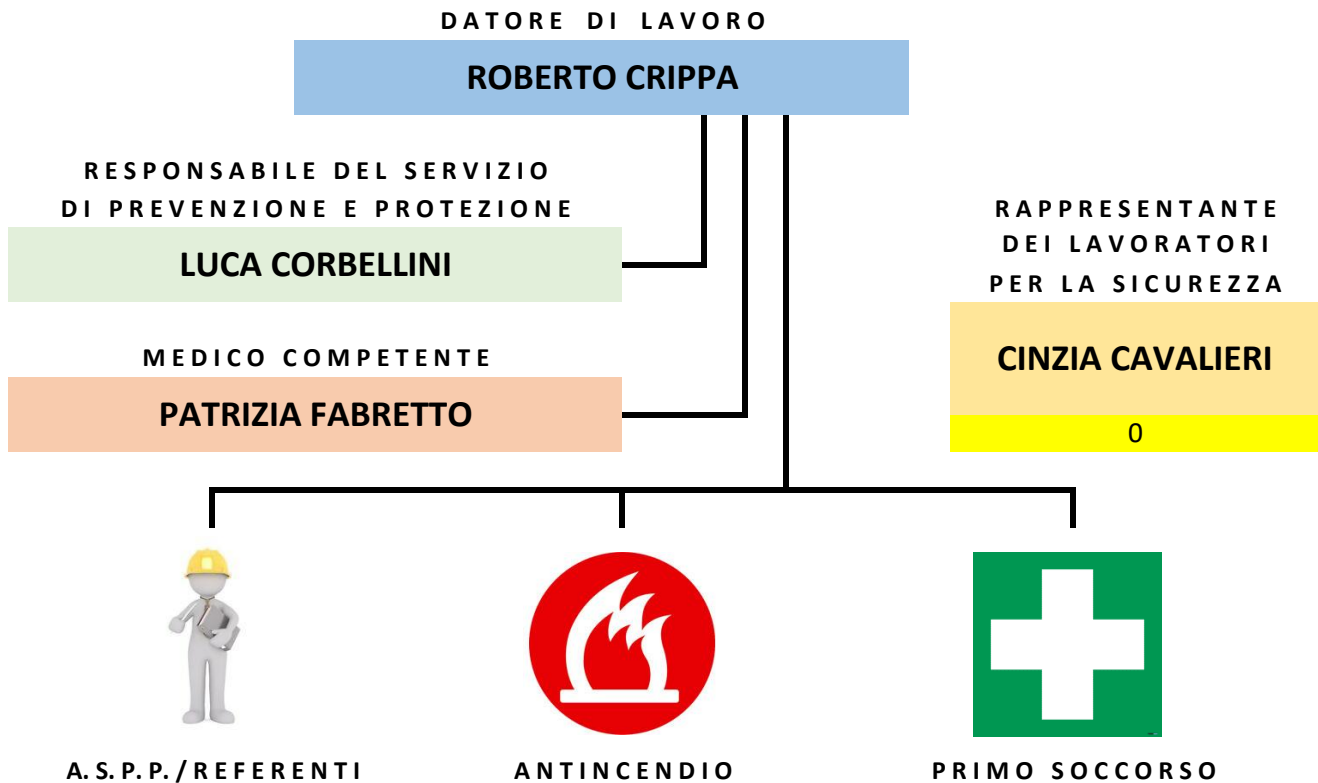 DATORE DI LAVORO
ROBERTO CRIPPA
RESPONSABILE DEL SERVIZIO
DI PREVENZIONE E PROTEZIONE
LUCA CORBELLINI
RAPPRESENTANTE
DEI LAVORATORI
PER LA SICUREZZA
CINZIA CAVALIERI
0
MEDICO COMPETENTE
PATRIZIA FABRETTO
A.S.P.P./REFERENTI
ANTINCENDIO
PRIMO SOCCORSO